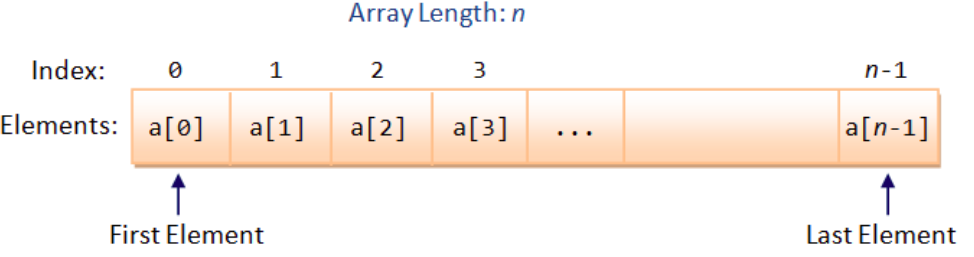 Array Length: n
Index: 0 1 2 3 n-1
Elements: a[0] a[1] a[2] a[3] ... a[n-1]
First Element Last Element